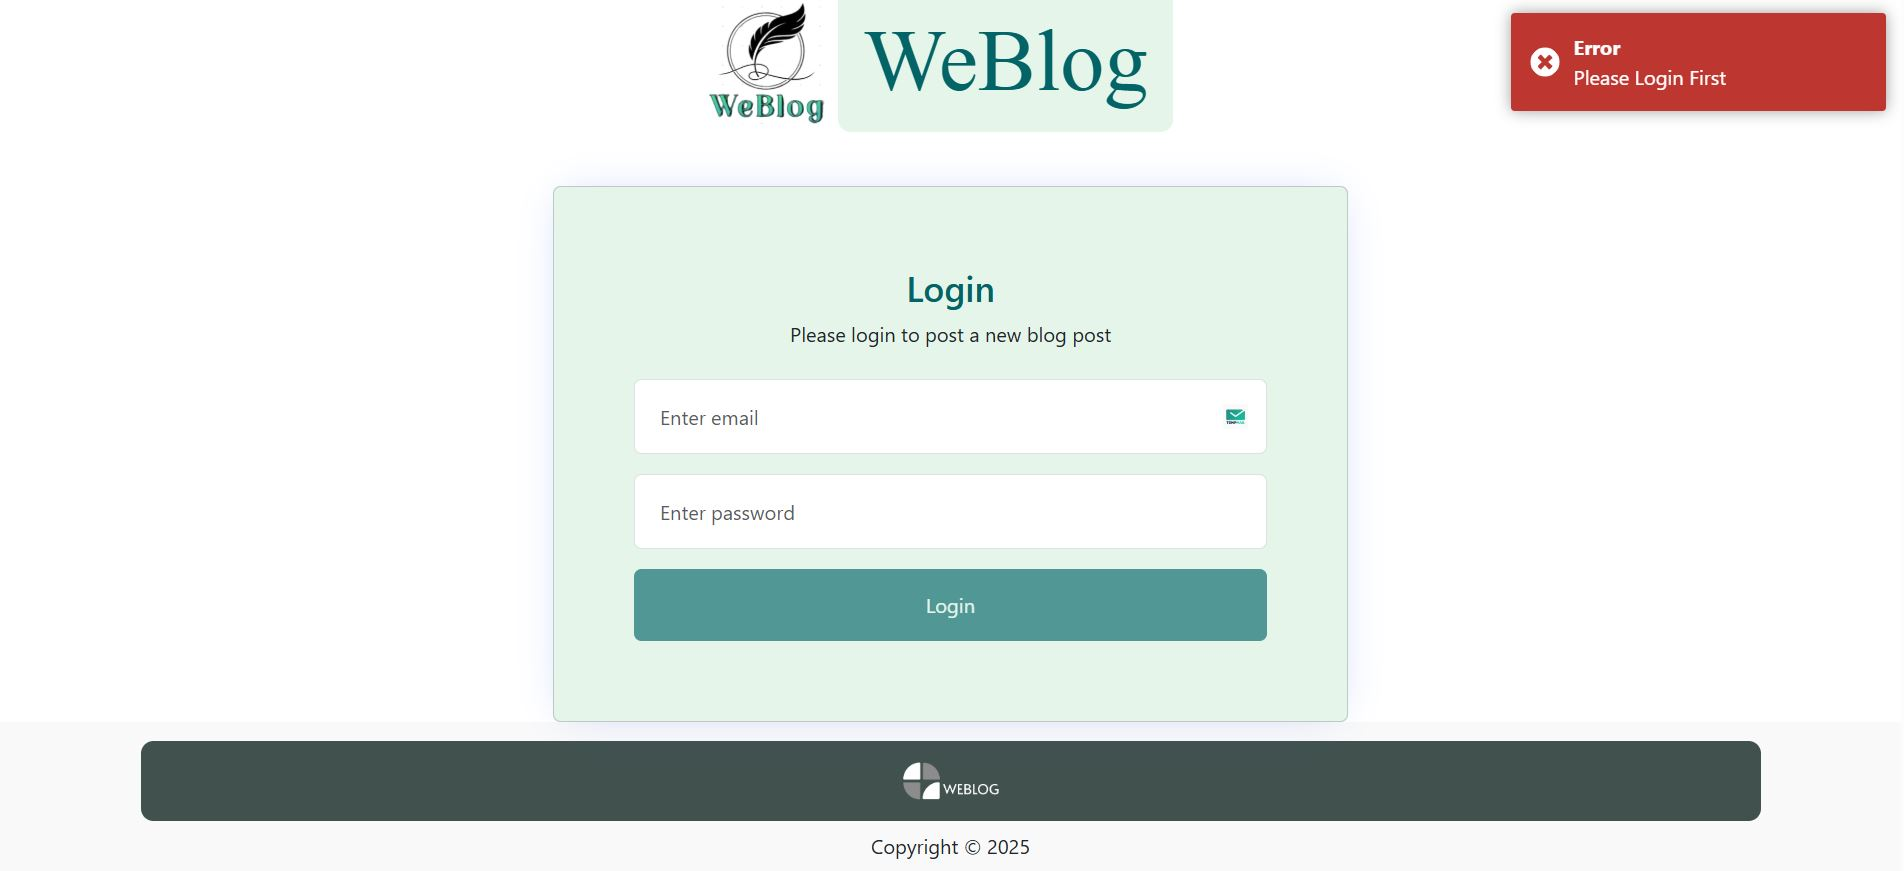 WeBlog
WeBlog
Error
Please Login First
Login
Please login to post a new blog post
Enter email
Enter password
Login
WEBLOG
Copyright © 2025